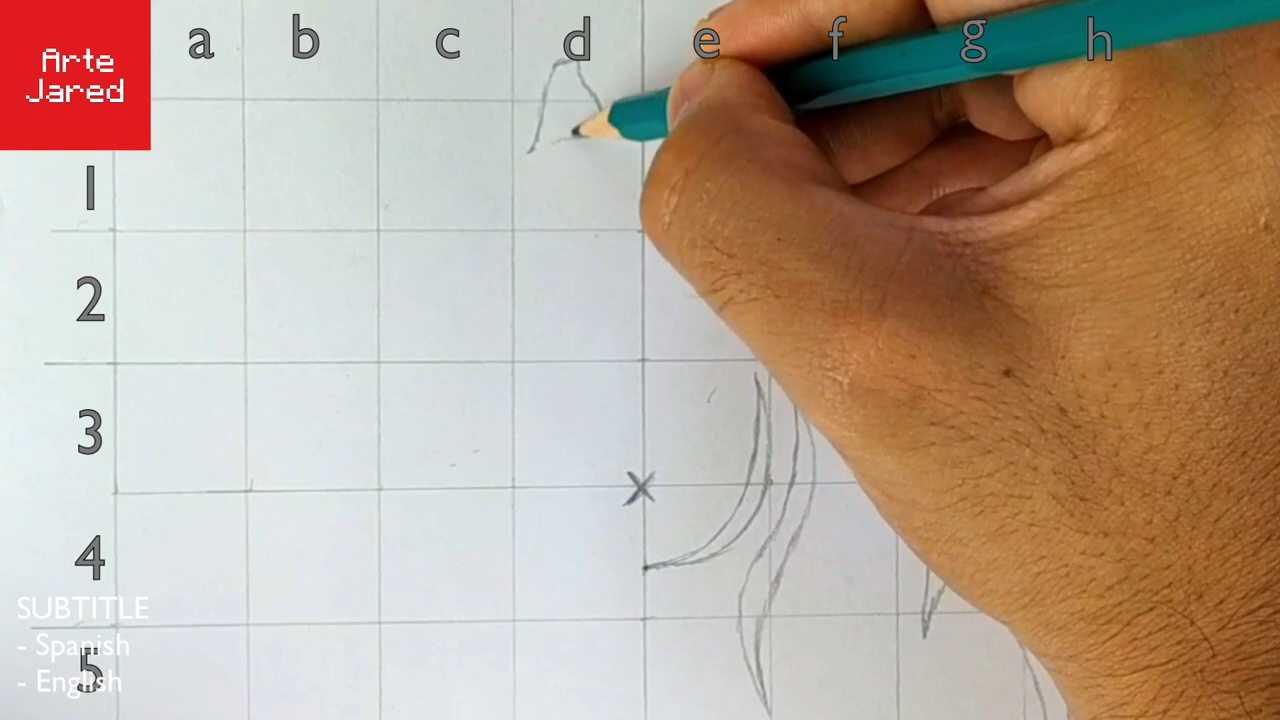 Arte
Jared
a b c d e f g h
1
2
3
x
4
5
SUBTITLE
- Spanish
- English